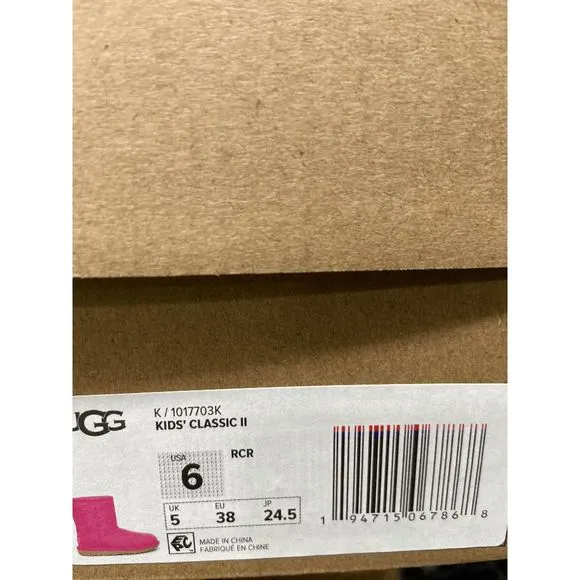 UGG
K / 1017703K
KIDS' CLASSIC II
USA
6
RCR
UK EU JP
5 38 24.5
MADE IN CHINA
FABRIQUÉ EN CHINE
1 94715 06786 8